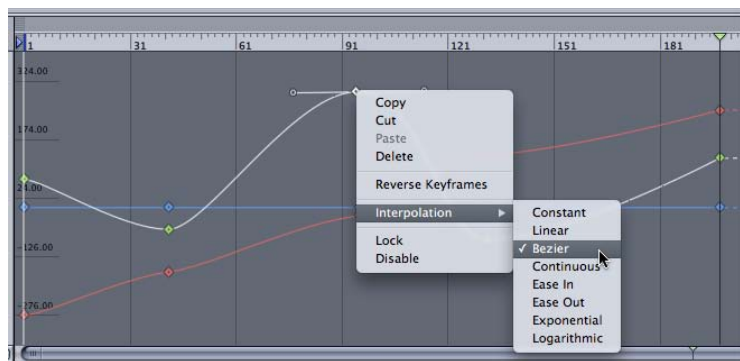 1 31 61 91 121 151 181
324.00
174.00
24.00
-126.00
-276.00
Copy
Cut
Paste
Delete
Reverse Keyframes
Interpolation
Lock
Disable
Constant
Linear
✓ Bezier
Continuous
Ease In
Ease Out
Exponential
Logarithmic